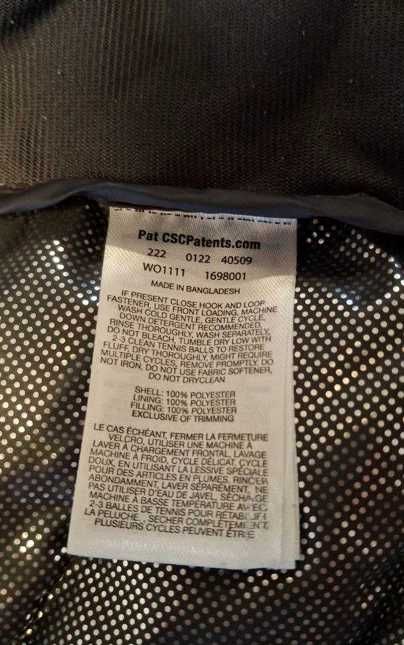 Pat CSCPatents.com
222 0122 40509
WO1111 1698001
MADE IN BANGLADESH
IF PRESENT CLOSE HOOK AND LOOP
FASTENER, USE FRONT LOADING, MACHINE
WASH COLD GENTLE, GENTLE CYCLE,
DOWN DETERGENT RECOMMENDED,
RINSE THOROUGHLY, WASH SEPARATELY,
DO NOT BLEACH, TUMBLE DRY LOW WITH
2-3 CLEAN TENNIS BALLS TO RESTORE
FLUFF, DRY THOROUGHLY, MIGHT REQUIRE
MULTIPLE CYCLES, REMOVE PROMPTLY, DO
NOT IRON, DO NOT USE FABRIC SOFTENER,
DO NOT DRYCLEAN
SHELL: 100% POLYESTER
LINING: 100% POLYESTER
FILLING: 100% POLYESTER
EXCLUSIVE OF TRIMMING
LE CAS ÉCHÉANT, FERMER LA FERMETURE
VELCRO, UTILISER UNE MACHINE À
LAVER À CHARGEMENT FRONTAL, LAVAGE
MACHINE À FROID, CYCLE DÉLICAT, CYCLE
DOUX, EN UTILISANT LA LESSIVE SPÉCIALE
POUR DES ARTICLES EN PLUMES, RINCER
ABONDAMMENT, LAVER SÉPARÉMENT, NE
PAS UTILISER D'EAU DE JAVEL, SÉCHAGE
MACHINE À BASSE TEMPÉRATURE AVEC
2-3 BALLES DE TENNIS POUR RETABLIR
LA PELUCHE, SECHER COMPLÈTEMENT,
PLUSIEURS CYCLES PEUVENT ÊTRE